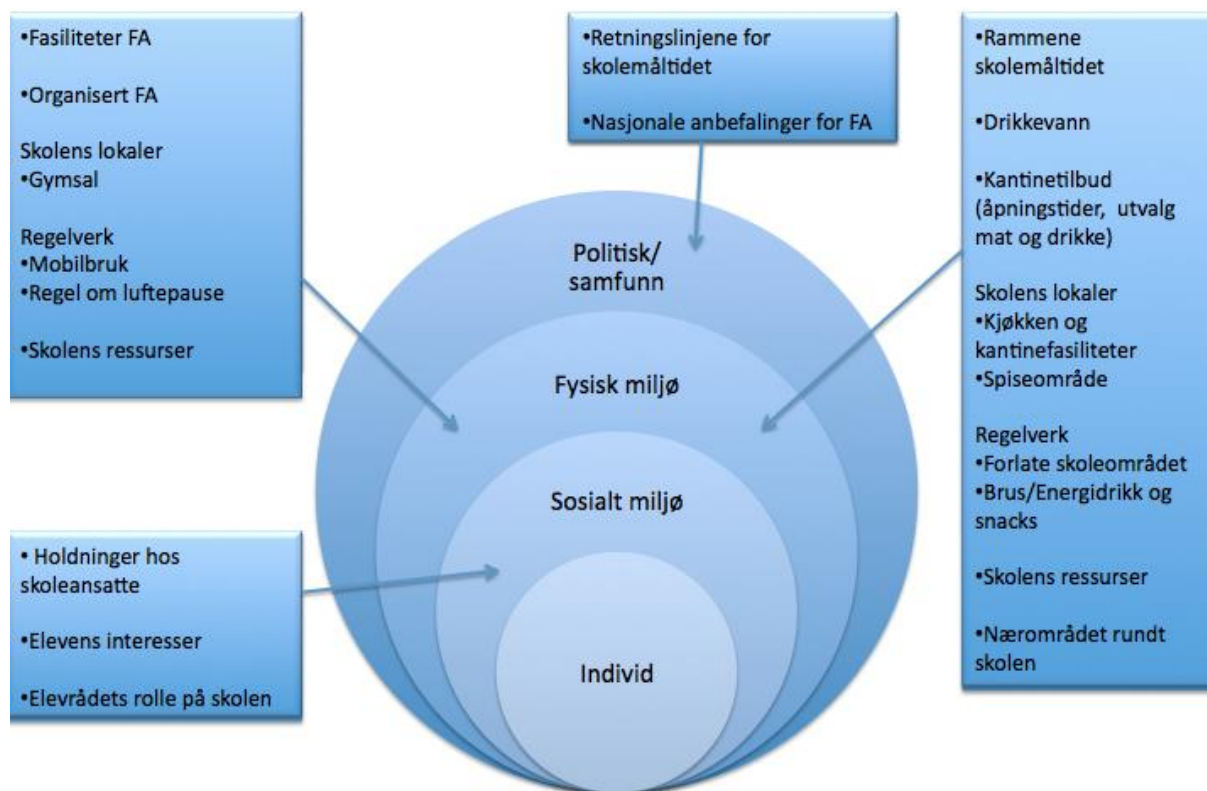 •Fasiliteter FA
•Organisert FA
Skolens lokaler
•Gymsal
Regelverk
•Mobilbruk
•Regel om luftepause
•Skolens ressurser
•Retningslinjene for
skolemåltidet
•Nasjonale anbefalinger for FA
•Rammene
skolemåltidet
•Drikkevann
•Kantinetilbud
(åpningstider, utvalg
mat og drikke)
Skolens lokaler
•Kjøkken og
kantinefasiliteter
•Spiseområde
Regelverk
•Forlate skoleområdet
•Brus/Energidrikk og
snacks
•Skolens ressurser
•Nærområdet rundt
skolen
Politisk/
samfunn
Fysisk miljø
Sosialt miljø
Individ
• Holdninger hos
skoleansatte
•Elevens interesser
•Elevrådets rolle på skolen